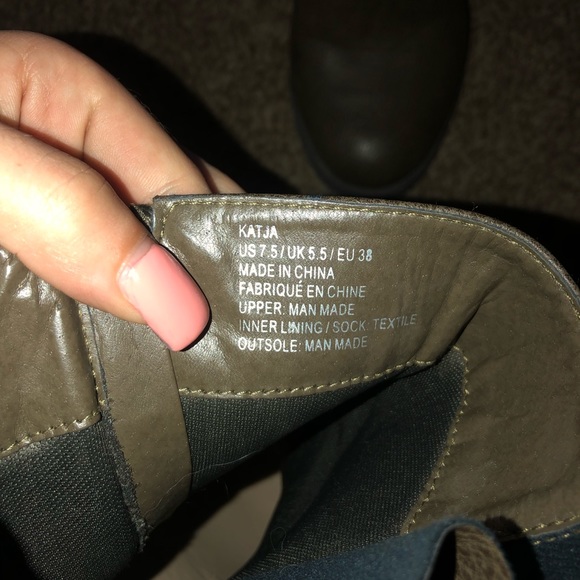 KATJA
US 7.5 / UK 5.5 / EU 38
MADE IN CHINA
FABRIQUÉ EN CHINE
UPPER: MAN MADE
INNER LINING / SOCK: TEXTILE
OUTSOLE: MAN MADE